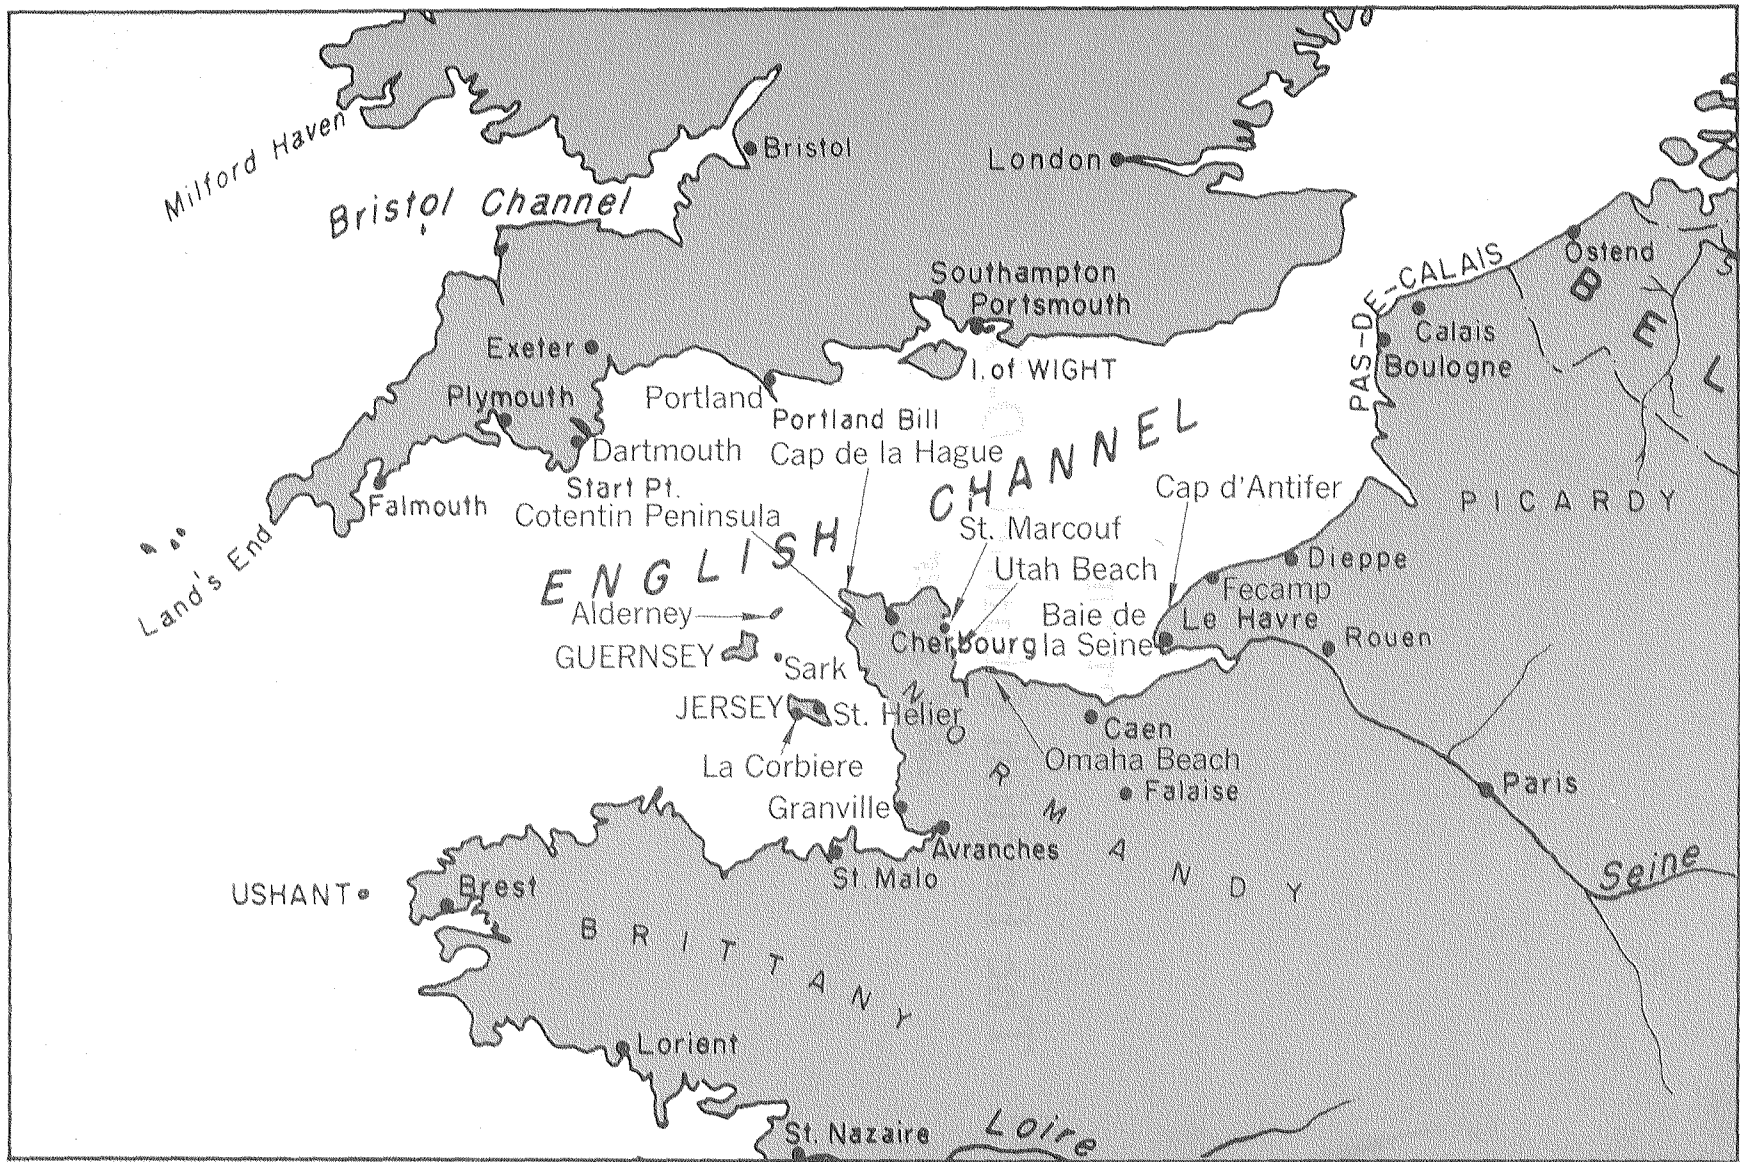 Milford Haven
Bristol
London
Bristol Channel
Ostend
PAS-DE-CALAIS
Southampton
Portsmouth
B E L
S
Calais
Boulogne
Exeter
I. of WIGHT
Plymouth
Portland
Portland Bill
Dartmouth
Cap de la Hague
ENGLISH CHANNEL
Start Pt.
Cap d'Antifer
PICARDY
Falmouth
Cotentin Peninsula
St. Marcouf
Land's End
Utah Beach
Dieppe
Fecamp
Alderney
Baie de
la Seine
Le Havre
Cherbourg
Rouen
GUERNSEY
Sark
JERSEY
St. Helier
Caen
La Corbiere
Omaha Beach
NORMANDY
Falaise
Paris
Granville
Avranches
St. Malo
Seine
USHANT
Brest
BRITTANY
Lorient
St. Nazaire
Loire